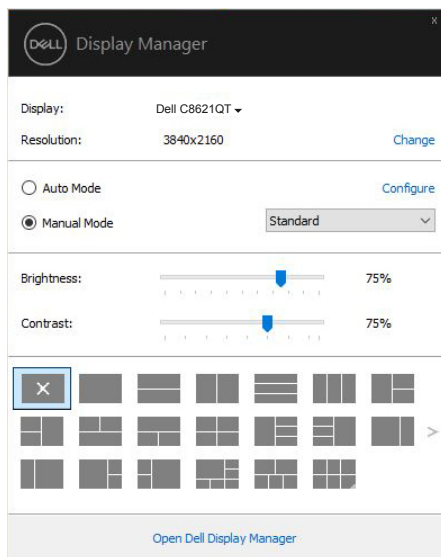 x
DELL Display Manager
Display: Dell C8621QT
Resolution: 3840x2160 Change
Auto Mode Configure
Manual Mode Standard
Brightness: 75%
Contrast: 75%
Open Dell Display Manager